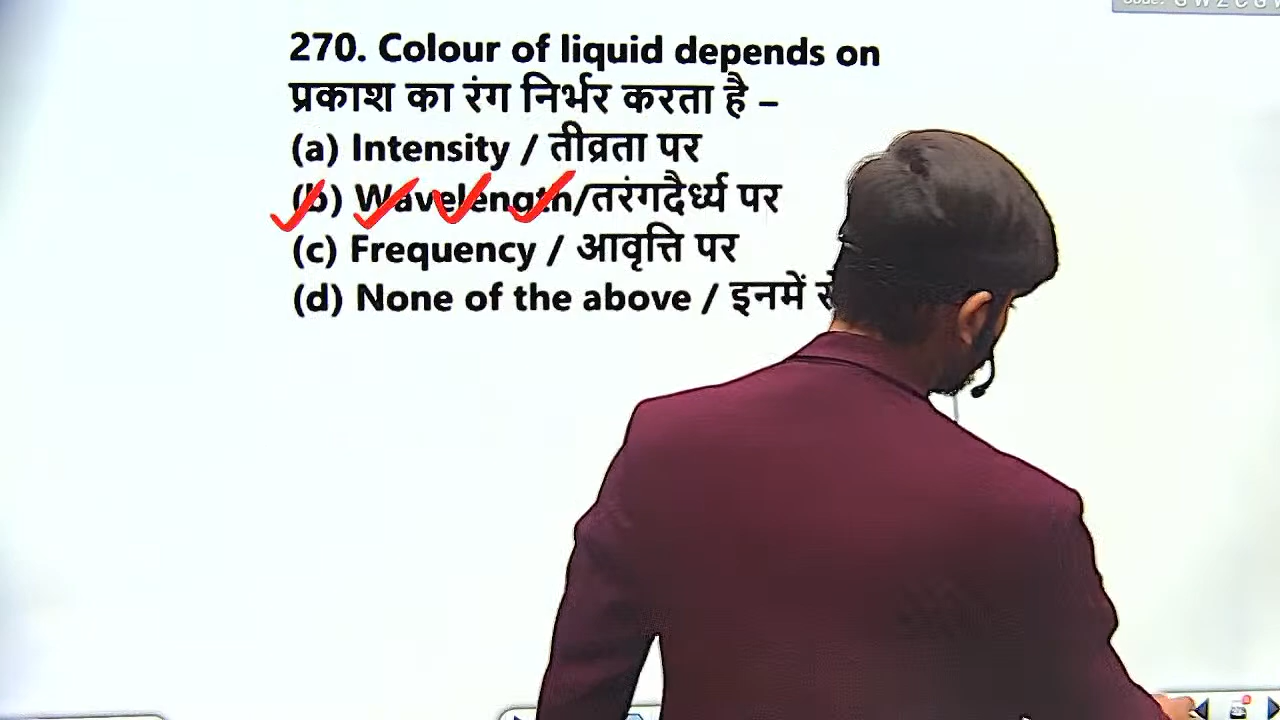 270. Colour of liquid depends on
प्रकाश का रंग निर्भर करता है –
(a) Intensity / तीव्रता पर
(b) Wavelength/तरंगदैर्ध्य पर
(c) Frequency / आवृत्ति पर
(d) None of the above / इनमें